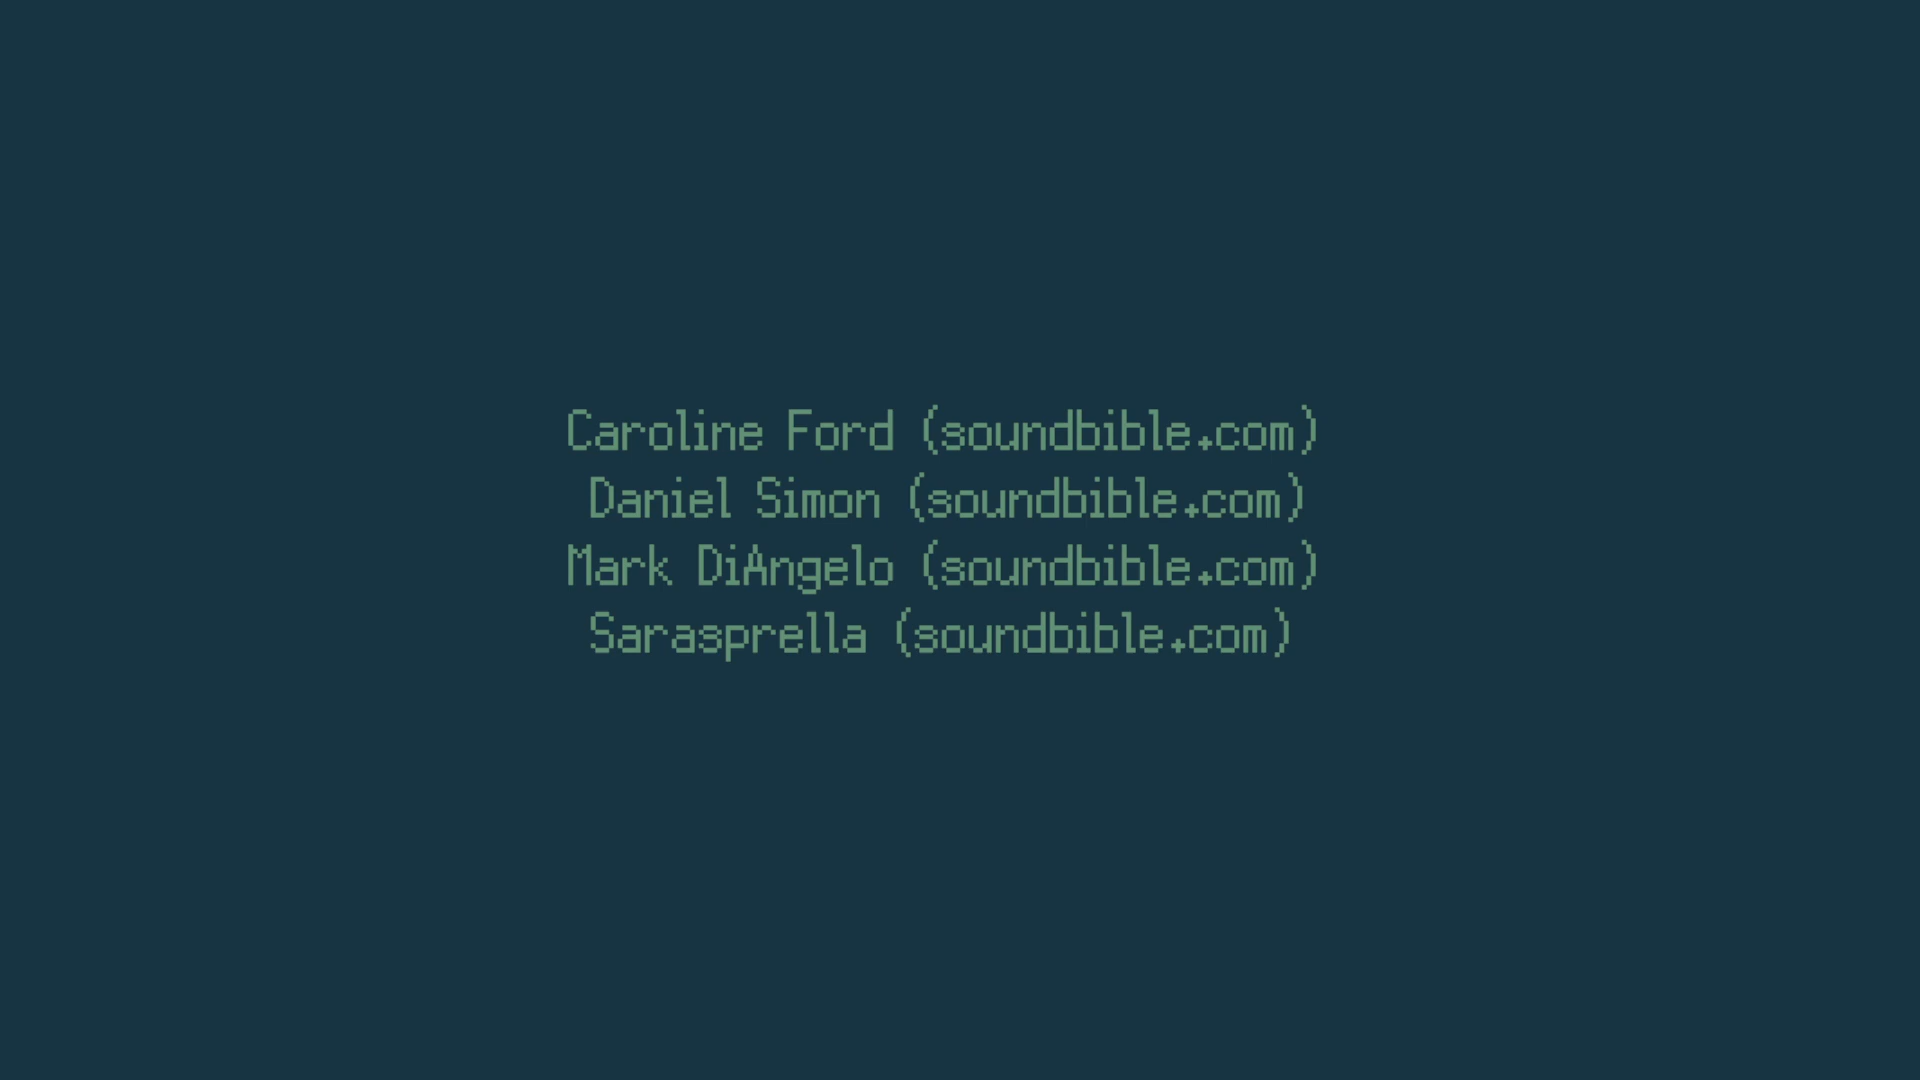 Caroline Ford (soundbible.com)
Daniel Simon (soundbible.com)
Mark DiAngelo (soundbible.com)
Sarasprella (soundbible.com)